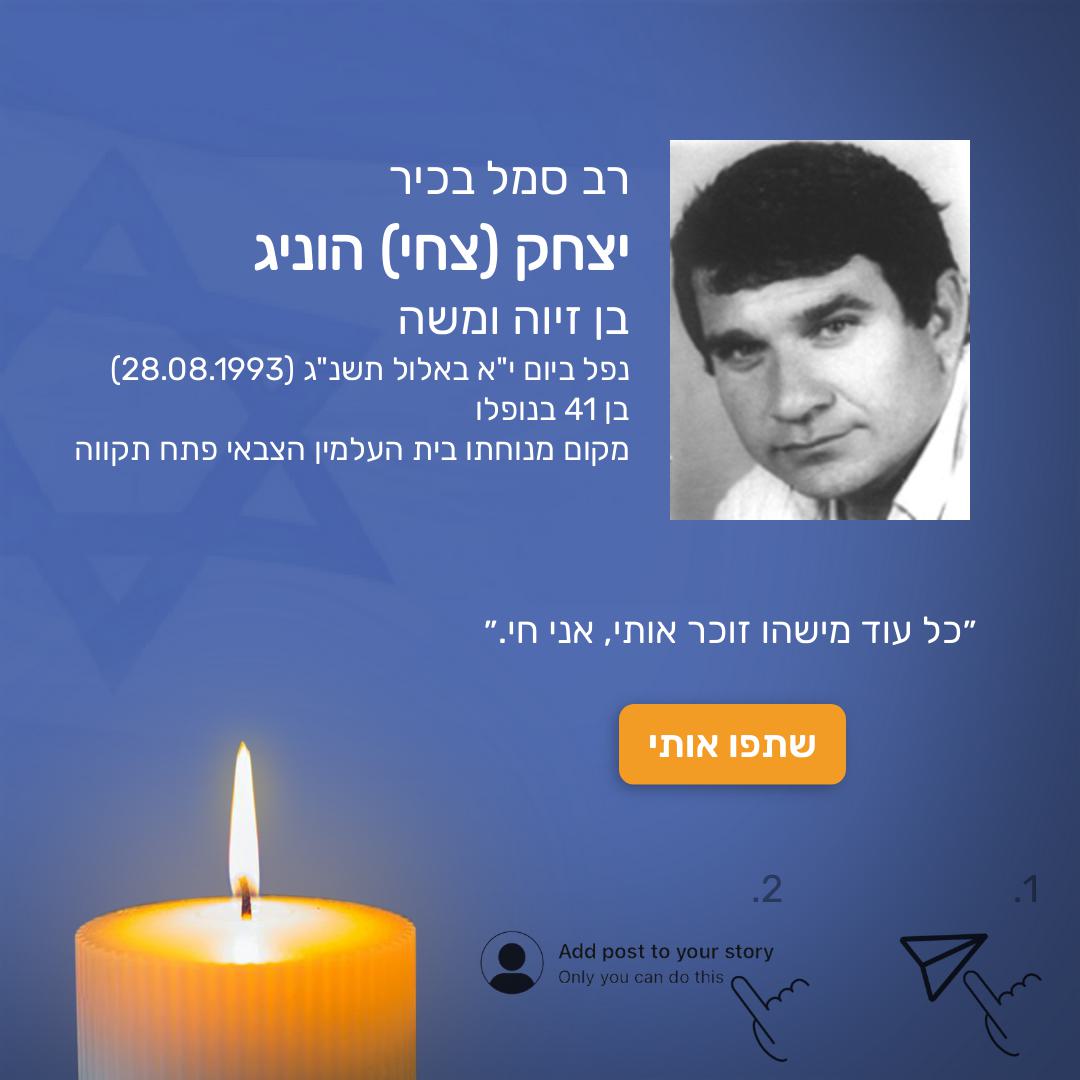 רב סמל בכיר
יצחק (צחי) הוניג
בן זיוה ומשה
נפל ביום י"א באלול תשנ"ג (28.08.1993)
בן 41 בנופלו
מקום מנוחתו בית העלמין הצבאי פתח תקווה
״כל עוד מישהו זוכר אותי, אני חי.״
שתפו אותי
1.
2.
Add post to your story
Only you can do this